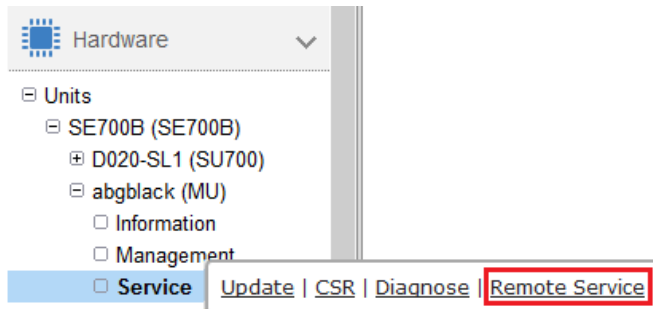 Hardware
Units
SE700B (SE700B)
D020-SL1 (SU700)
abgblack (MU)
Information
Management
Service Update | CSR | Diagnose | Remote Service